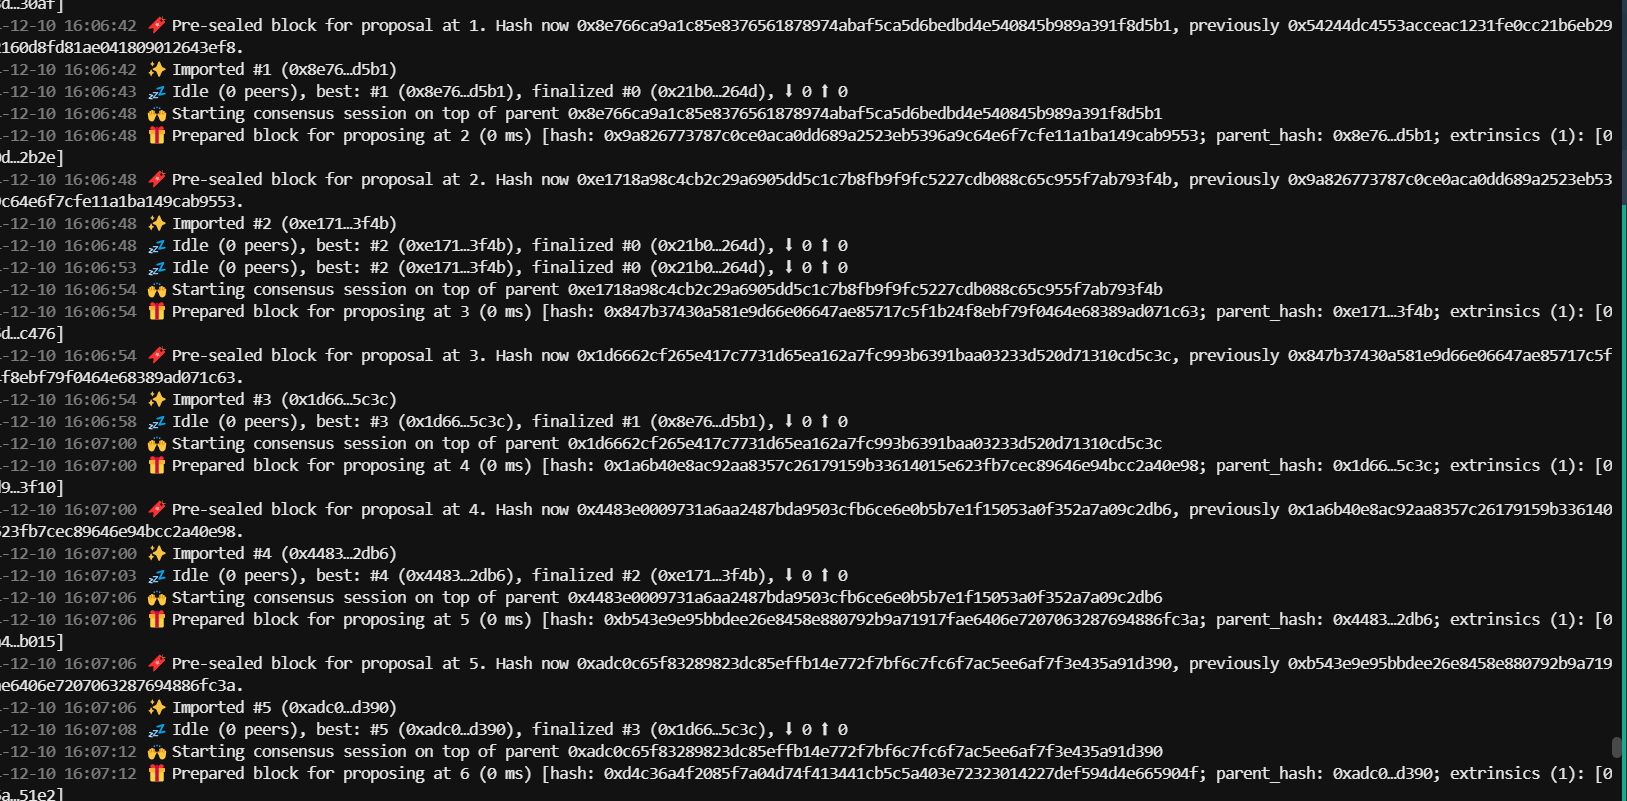 d…30af]
-12-10 16:06:42 Pre-sealed block for proposal at 1. Hash now 0x8e766ca9a1c85e8376561878974abaf5ca5d6bedbd4e540845b989a391f8d5b1, previously 0x54244dc4553acceac1231fe0cc21b6eb29
2160d8fd81ae041809012643ef8.
-12-10 16:06:42 ✨ Imported #1 (0x8e76…d5b1)
-12-10 16:06:43 💤 Idle (0 peers), best: #1 (0x8e76…d5b1), finalized #0 (0x21b0…264d), ⬇ 0 ⬆ 0
-12-10 16:06:48 🙌 Starting consensus session on top of parent 0x8e766ca9a1c85e8376561878974abaf5ca5d6bedbd4e540845b989a391f8d5b1
-12-10 16:06:48 🎁 Prepared block for proposing at 2 (0 ms) [hash: 0x9a826773787c0ce0aca0dd689a2523eb5396a9c64e6f7cfe11a1ba149cab9553; parent_hash: 0x8e76…d5b1; extrinsics (1): [0
d…2b2e]
-12-10 16:06:48 🔖 Pre-sealed block for proposal at 2. Hash now 0xe1718a98c4cb2c29a6905dd5c1c7b8fb9f9fc5227cdb088c65c955f7ab793f4b, previously 0x9a826773787c0ce0aca0dd689a2523eb53
9c64e6f7cfe11a1ba149cab9553.
-12-10 16:06:48 ✨ Imported #2 (0xe171…3f4b)
-12-10 16:06:48 💤 Idle (0 peers), best: #2 (0xe171…3f4b), finalized #0 (0x21b0…264d), ⬇ 0 ⬆ 0
-12-10 16:06:53 💤 Idle (0 peers), best: #2 (0xe171…3f4b), finalized #0 (0x21b0…264d), ⬇ 0 ⬆ 0
-12-10 16:06:54 🙌 Starting consensus session on top of parent 0xe1718a98c4cb2c29a6905dd5c1c7b8fb9f9fc5227cdb088c65c955f7ab793f4b
-12-10 16:06:54 🎁 Prepared block for proposing at 3 (0 ms) [hash: 0x847b37430a581e9d66e06647ae85717c5f1b24f8ebf79f0464e68389ad071c63; parent_hash: 0xe171…3f4b; extrinsics (1): [0
5d…c476]
-12-10 16:06:54 🔖 Pre-sealed block for proposal at 3. Hash now 0x1d6662cf265e417c7731d65ea162a7fc993b6391baa03233d520d71310cd5c3c, previously 0x847b37430a581e9d66e06647ae85717c5f
4f8ebf79f0464e68389ad071c63.
-12-10 16:06:54 ✨ Imported #3 (0x1d66…5c3c)
-12-10 16:06:58 💤 Idle (0 peers), best: #3 (0x1d66…5c3c), finalized #1 (0x8e76…d5b1), ⬇ 0 ⬆ 0
-12-10 16:07:00 🙌 Starting consensus session on top of parent 0x1d6662cf265e417c7731d65ea162a7fc993b6391baa03233d520d71310cd5c3c
-12-10 16:07:00 🎁 Prepared block for proposing at 4 (0 ms) [hash: 0x1a6b40e8ac92aa8357c26179159b33614015e623fb7cec89646e94bcc2a40e98; parent_hash: 0x1d66…5c3c; extrinsics (1): [0
d9…3f10]
-12-10 16:07:00 🔖 Pre-sealed block for proposal at 4. Hash now 0x4483e0009731a6aa2487bda9503cfb6ce6e0b5b7e1f15053a0f352a7a09c2db6, previously 0x1a6b40e8ac92aa8357c26179159b336140
623fb7cec89646e94bcc2a40e98.
-12-10 16:07:00 ✨ Imported #4 (0x4483…2db6)
-12-10 16:07:03 💤 Idle (0 peers), best: #4 (0x4483…2db6), finalized #2 (0xe171…3f4b), ⬇ 0 ⬆ 0
-12-10 16:07:06 🙌 Starting consensus session on top of parent 0x4483e0009731a6aa2487bda9503cfb6ce6e0b5b7e1f15053a0f352a7a09c2db6
-12-10 16:07:06 🎁 Prepared block for proposing at 5 (0 ms) [hash: 0xb543e9e95bbdee26e8458e880792b9a71917fae6406e7207063287694886fc3a; parent_hash: 0x4483…2db6; extrinsics (1): [0
a4…b015]
-12-10 16:07:06 🔖 Pre-sealed block for proposal at 5. Hash now 0xadc0c65f83289823dc85effb14e772f7bf6c7fc6f7ac5ee6af7f3e435a91d390, previously 0xb543e9e95bbdee26e8458e880792b9a719
ae6406e7207063287694886fc3a.
-12-10 16:07:06 ✨ Imported #5 (0xadc0…d390)
-12-10 16:07:08 💤 Idle (0 peers), best: #5 (0xadc0…d390), finalized #3 (0x1d66…5c3c), ⬇ 0 ⬆ 0
-12-10 16:07:12 🙌 Starting consensus session on top of parent 0xadc0c65f83289823dc85effb14e772f7bf6c7fc6f7ac5ee6af7f3e435a91d390
-12-10 16:07:12 🎁 Prepared block for proposing at 6 (0 ms) [hash: 0xd4c36a4f2085f7a04d74f413441cb5c5a403e72323014227def594d4e665904f; parent_hash: 0xadc0…d390; extrinsics (1): [0
a…51e2]